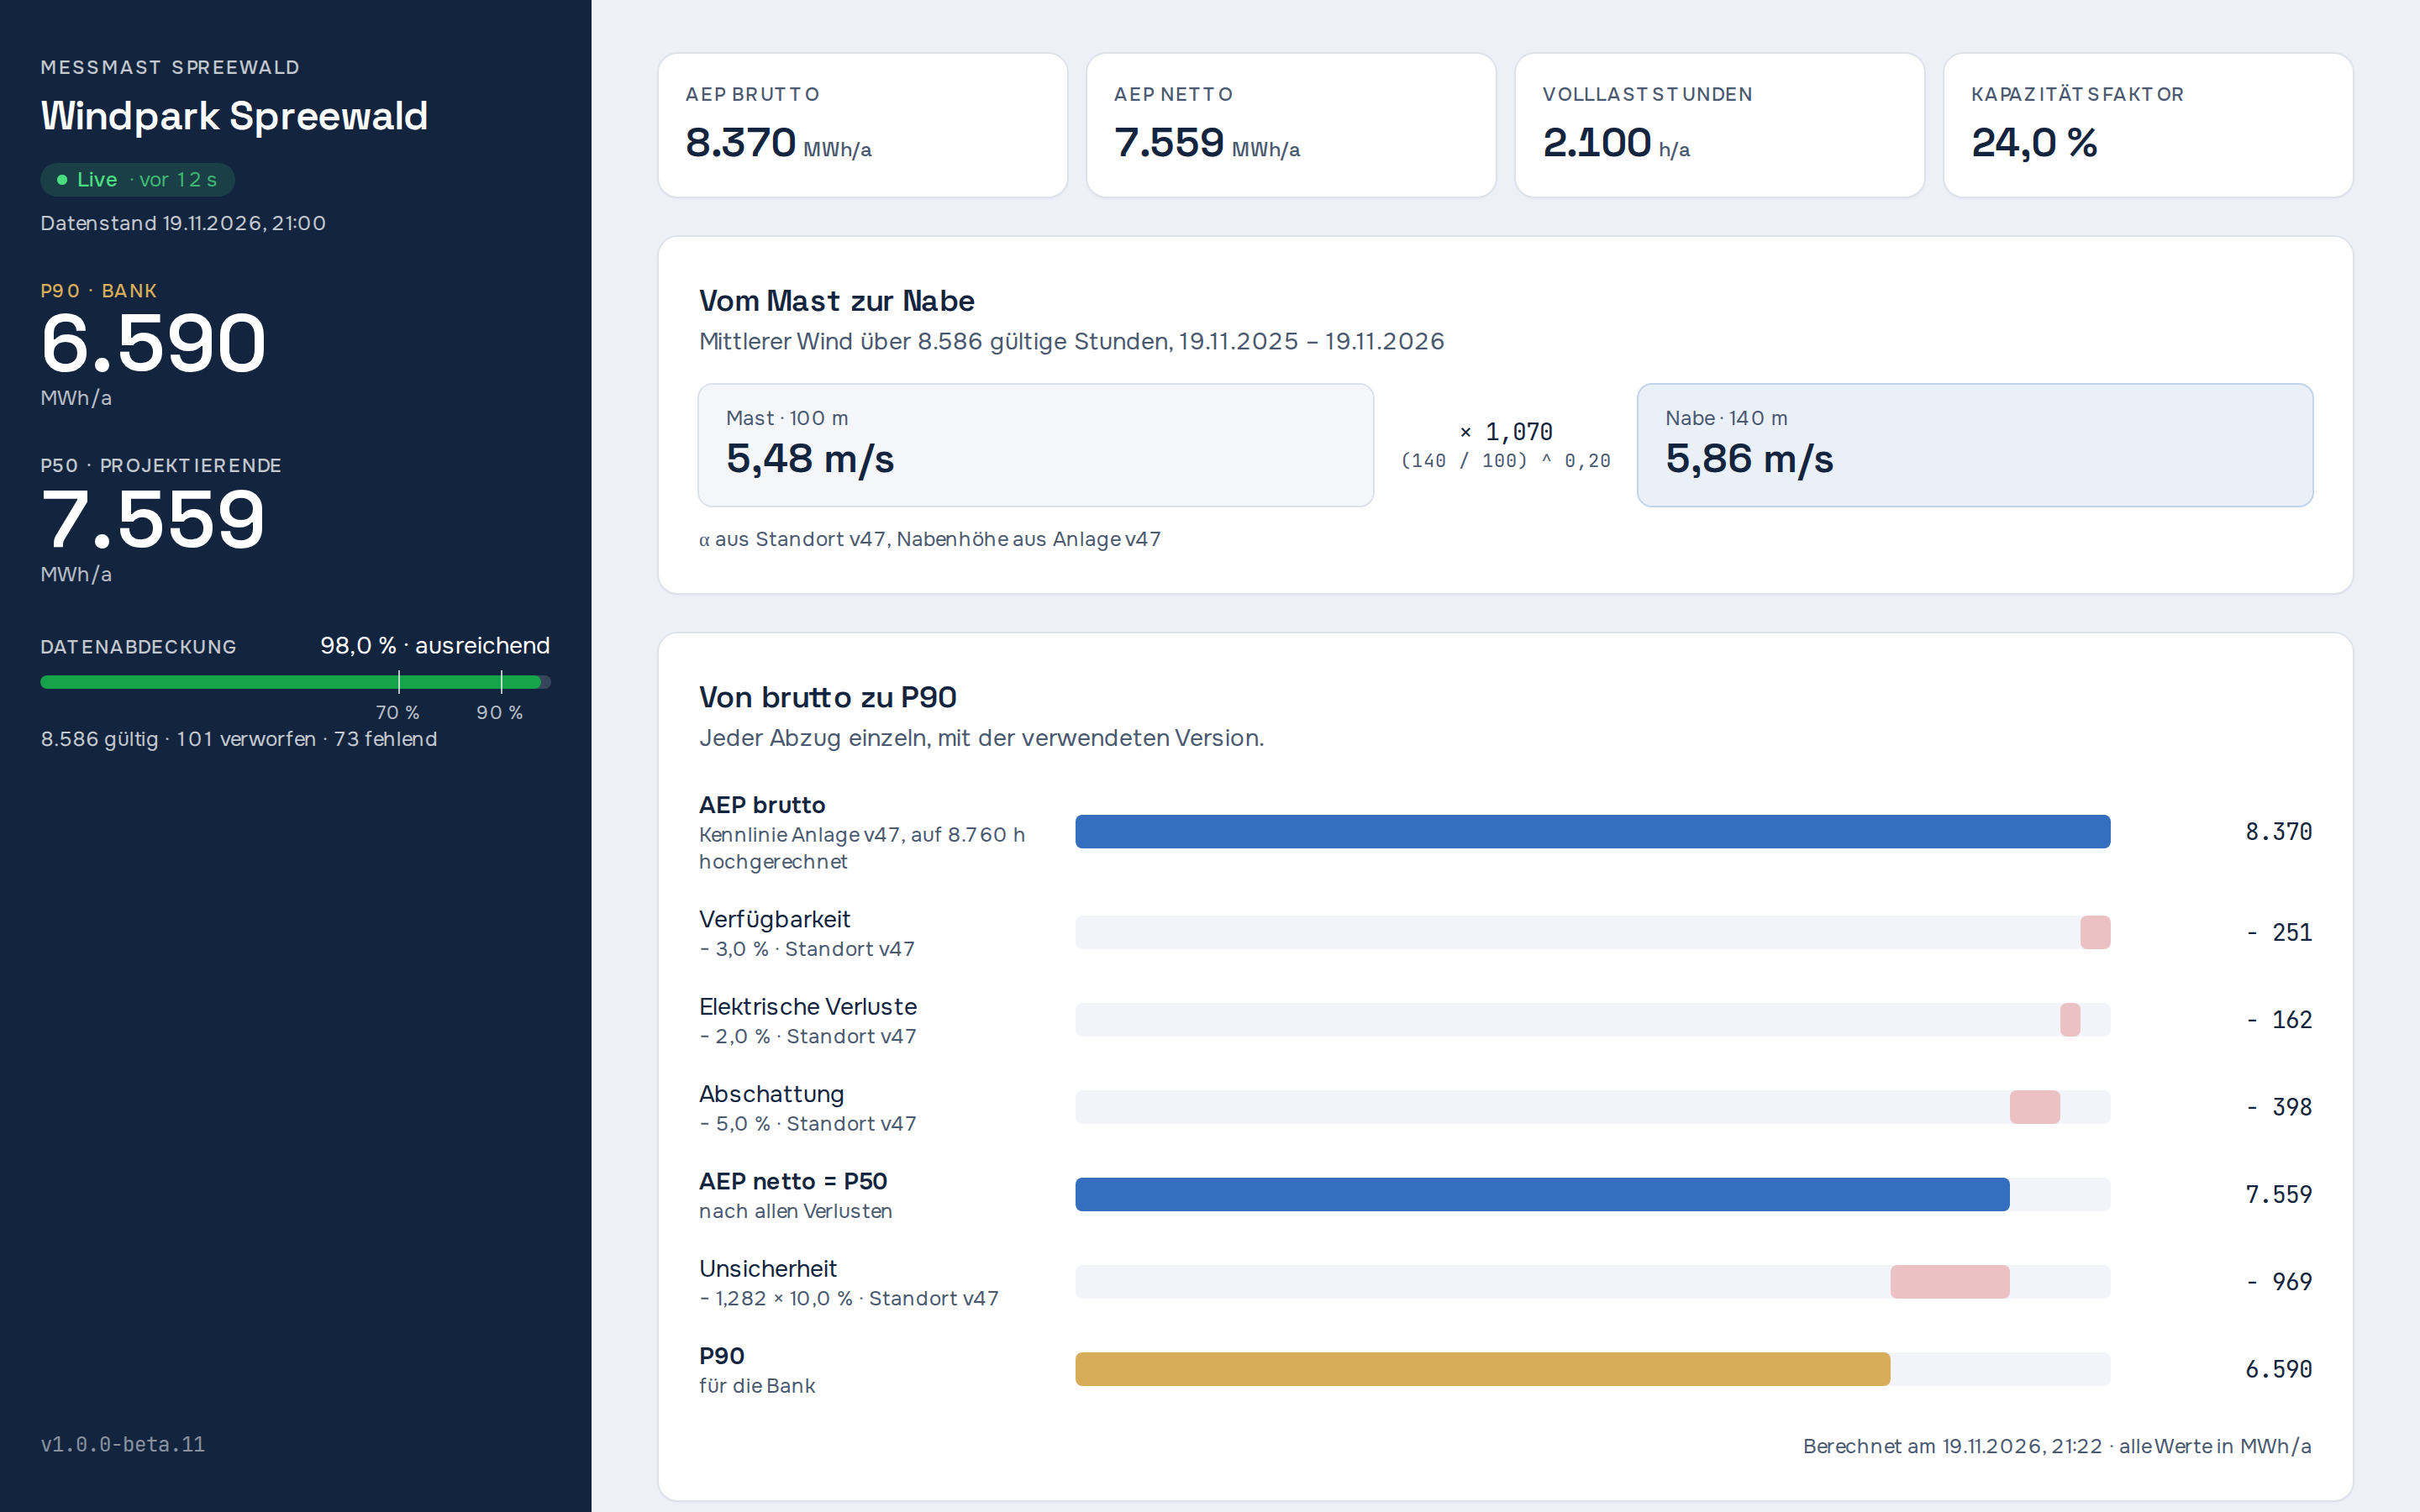 MESSMAST SPREEWALD
Windpark Spreewald
Live · vor 12 s
Datenstand 19.11.2026, 21:00
P90 · BANK
6.590
MWh/a
P50 · PROJEKTIERENDE
7.559
MWh/a
DATENABDECKUNG 98,0 % · ausreichend
70 % 90 %
8.586 gültig · 101 verworfen · 73 fehlend
v1.0.0-beta.11
AEP BRUTTO
8.370 MWh/a
AEP NETTO
7.559 MWh/a
VOLLLASTSTUNDEN
2.100 h/a
KAPAZITÄTSFAKTOR
24,0 %
Vom Mast zur Nabe
Mittlerer Wind über 8.586 gültige Stunden, 19.11.2025 – 19.11.2026
Mast · 100 m
5,48 m/s
× 1,070
(140 / 100) ^ 0,20
Nabe · 140 m
5,86 m/s
α aus Standort v47, Nabenhöhe aus Anlage v47
Von brutto zu P90
Jeder Abzug einzeln, mit der verwendeten Version.
AEP brutto
Kennlinie Anlage v47, auf 8.760 h
hochgerechnet
8.370
Verfügbarkeit
− 3,0 % · Standort v47
− 251
Elektrische Verluste
− 2,0 % · Standort v47
− 162
Abschattung
− 5,0 % · Standort v47
− 398
AEP netto = P50
nach allen Verlusten
7.559
Unsicherheit
− 1,282 × 10,0 % · Standort v47
− 969
P90
für die Bank
6.590
Berechnet am 19.11.2026, 21:22 · alle Werte in MWh/a